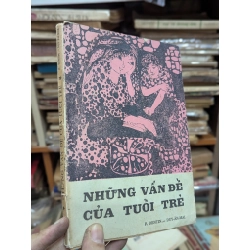 NHỮNG VẤN ĐỀ
CỦA TUỔI TRẺ